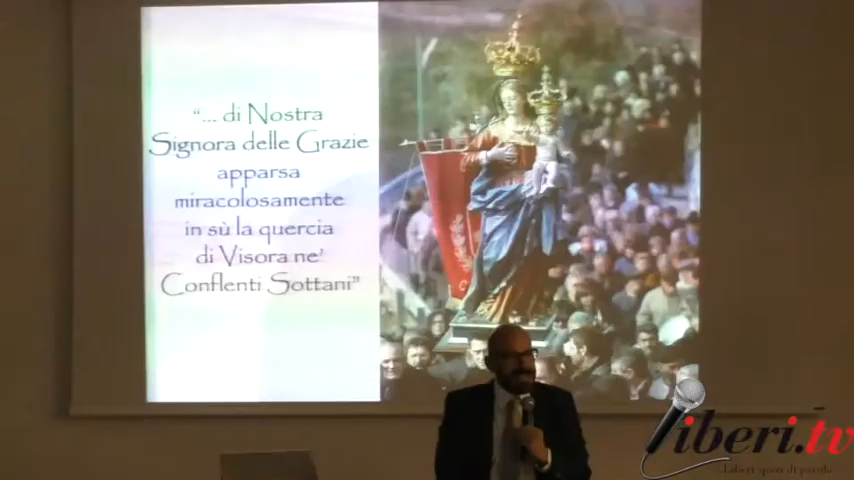 "... di Nostra
Signora delle Grazie
apparsa
miracolosamente
in sù la quercia
di Visora ne'
Conflenti Sottani"
liberi.tv